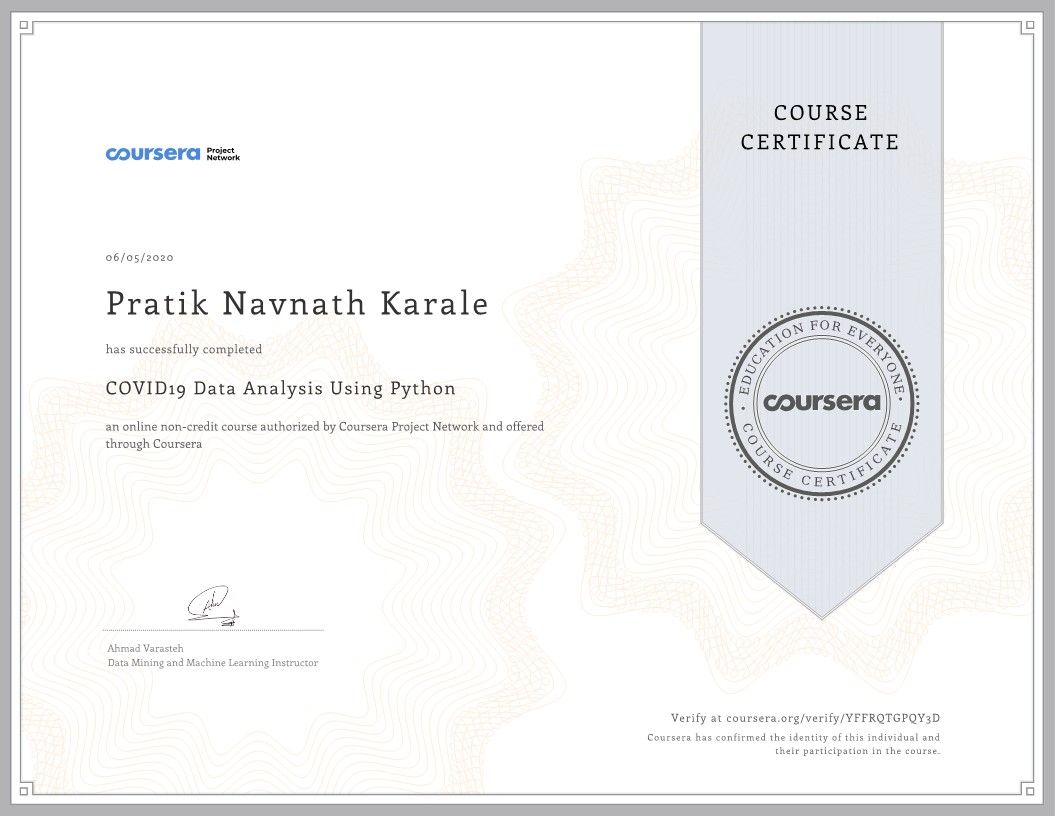 COURSE
CERTIFICATE
coursera Project
Network
06/05/2020
Pratik Navnath Karale
has successfully completed
COVID19 Data Analysis Using Python
an online non-credit course authorized by Coursera Project Network and offered
through Coursera
• EDUCATION FOR EVERYONE •
coursera
COURSE CERTIFICATE
Ahmad Varasteh
Data Mining and Machine Learning Instructor
Verify at coursera.org/verify/YFFRQTGPQY3D
Coursera has confirmed the identity of this individual and
their participation in the course.